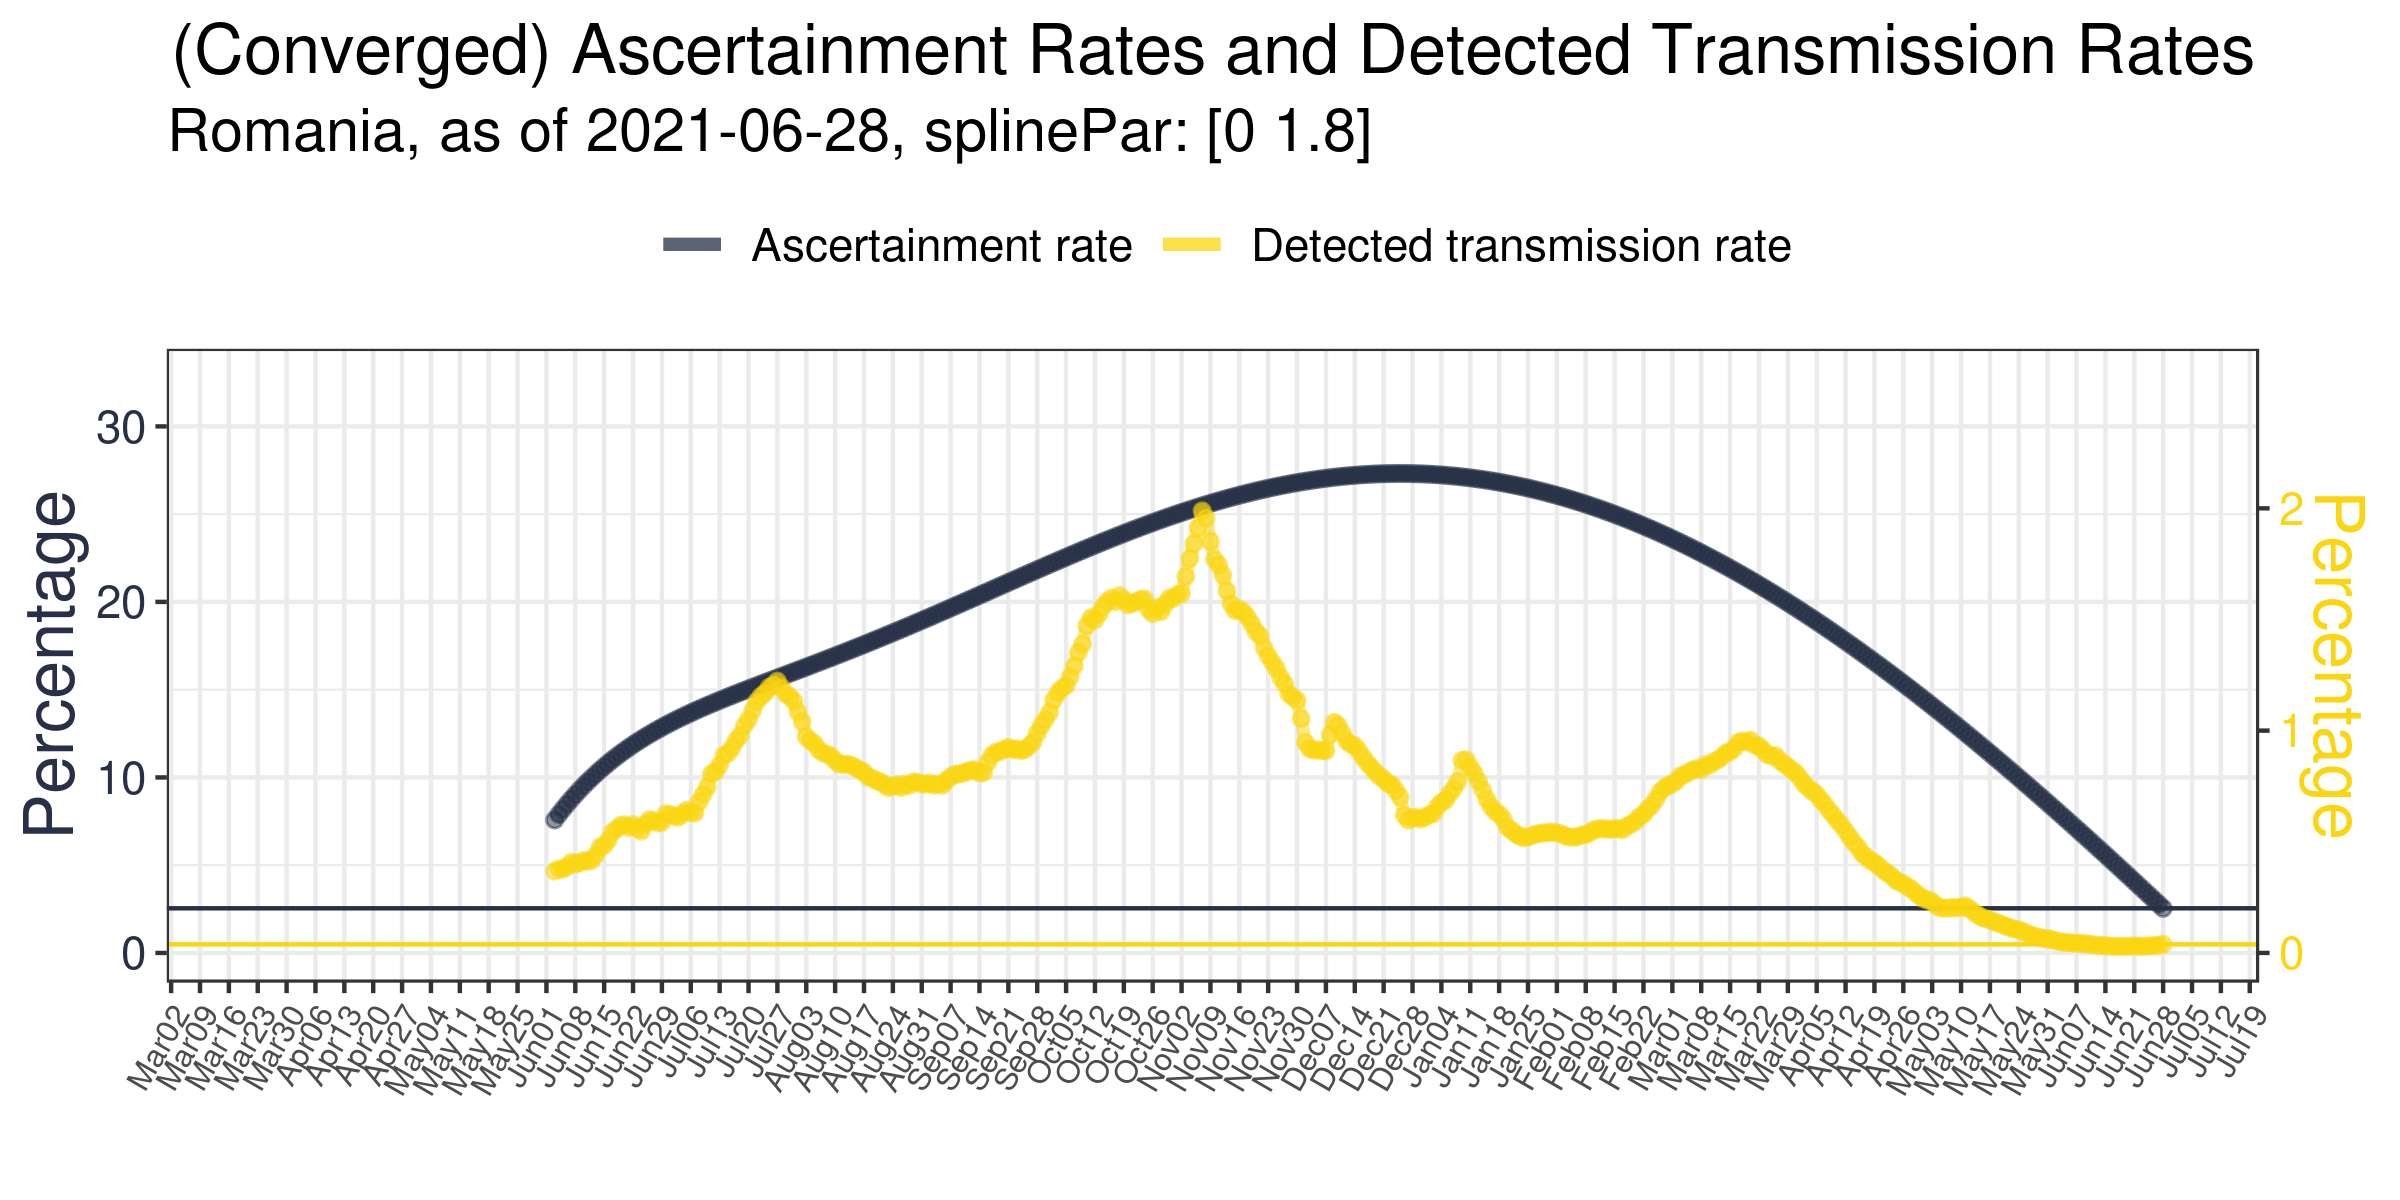 (Converged) Ascertainment Rates and Detected Transmission Rates
Romania, as of 2021-06-28, splinePar: [0 1.8]
Ascertainment rate
Detected transmission rate
Percentage
30
20
10
0
2
1
0
Percentage
Mar02
Mar09
Mar16
Mar23
Mar30
Apr06
Apr13
Apr20
Apr27
May04
May11
May18
May25
Jun01
Jun08
Jun15
Jun22
Jun29
Jul06
Jul13
Jul20
Jul27
Aug03
Aug10
Aug17
Aug24
Aug31
Sep07
Sep14
Sep21
Sep28
Oct05
Oct12
Oct19
Oct26
Nov02
Nov09
Nov16
Nov23
Nov30
Dec07
Dec14
Dec21
Dec28
Jan04
Jan11
Jan18
Jan25
Feb01
Feb08
Feb15
Feb22
Mar01
Mar08
Mar15
Mar22
Mar29
Apr05
Apr12
Apr19
Apr26
May03
May10
May17
May24
May31
Jun07
Jun14
Jun21
Jun28
Jul05
Jul12
Jul19